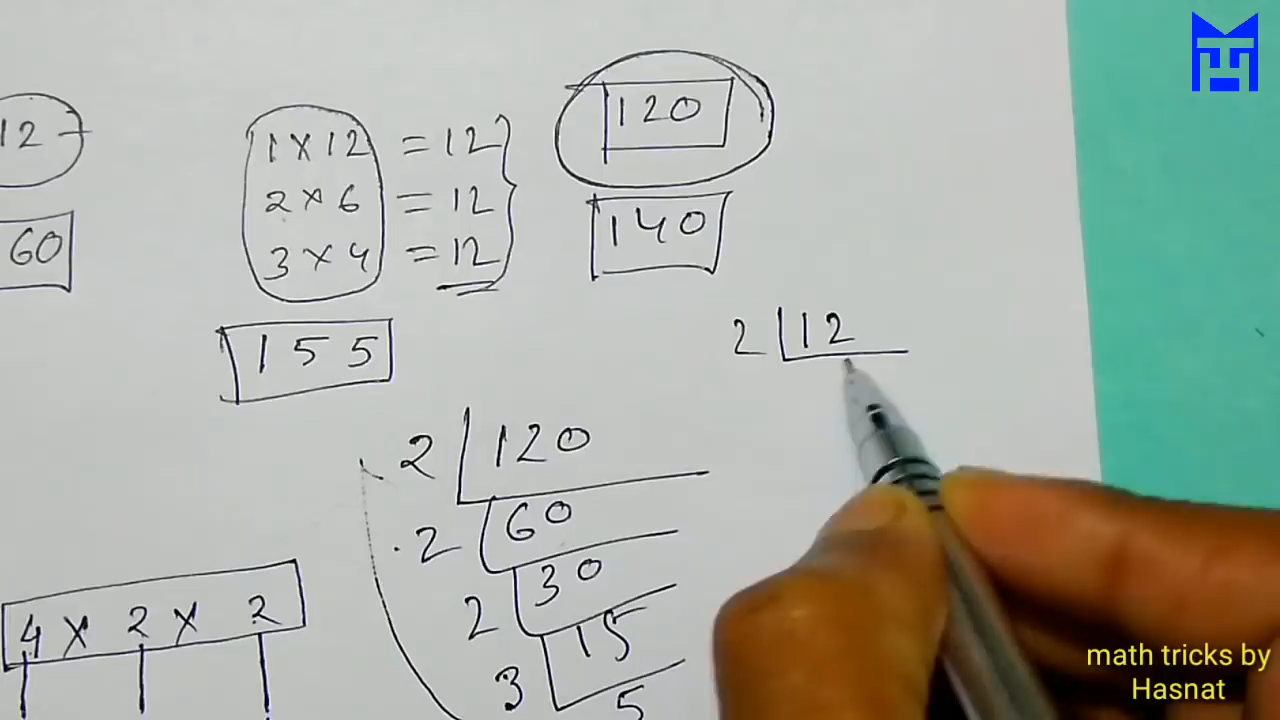 12
60
1 X 12 = 12
2 X 6 = 12
3 X 4 = 12
120
140
155
2 12
2 120
2 60
2 30
3 15
5
4 X 2 X 2
math tricks by
Hasnat